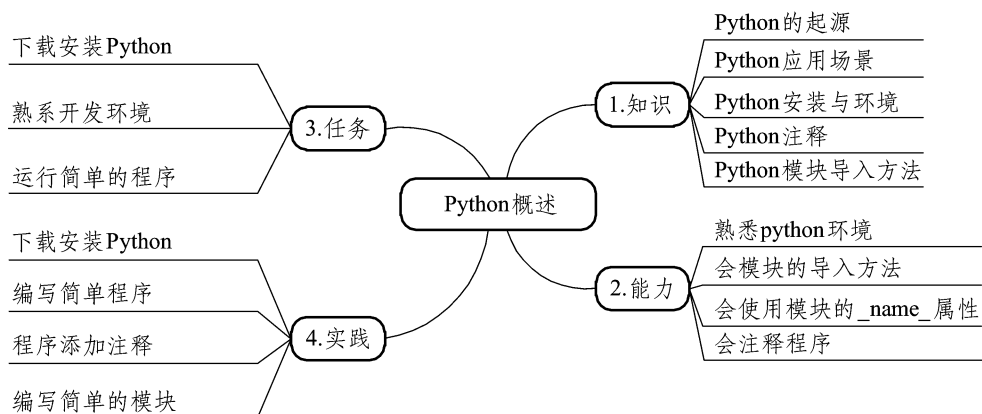 Python概述
1.知识
Python的起源
Python应用场景
Python安装与环境
Python注释
Python模块导入方法
2.能力
熟悉python环境
会模块的导入方法
会使用模块的_name_属性
会注释程序
3.任务
下载安装Python
熟系开发环境
运行简单的程序
4.实践
下载安装Python
编写简单程序
程序添加注释
编写简单的模块